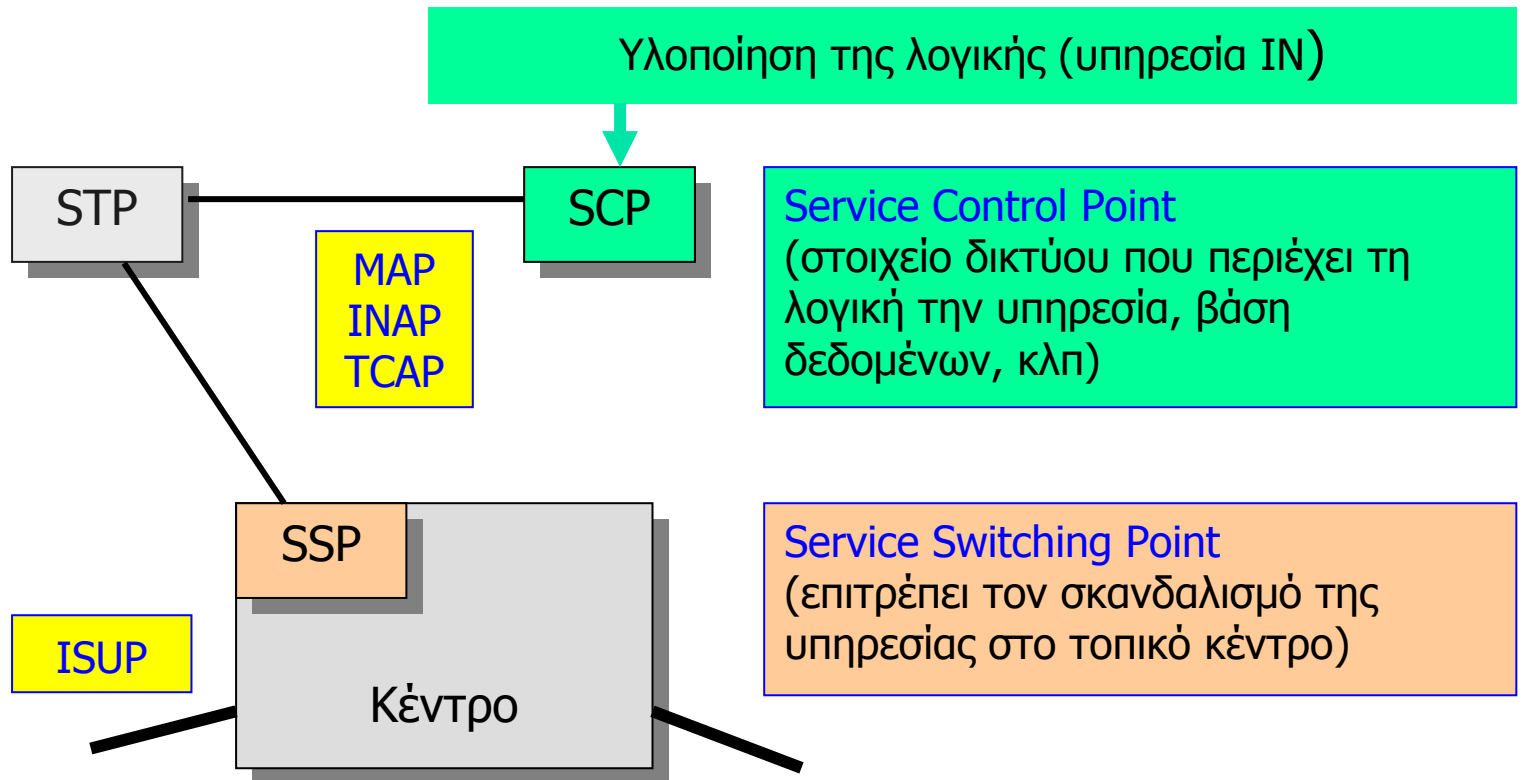 Υλοποίηση της λογικής (υπηρεσία IN)
STP
SCP
MAP
INAP
TCAP
Service Control Point
(στοιχείο δικτύου που περιέχει τη
λογική την υπηρεσία, βάση
δεδομένων, κλπ)
SSP
Κέντρο
ISUP
Service Switching Point
(επιτρέπει τον σκανδαλισμό της
υπηρεσίας στο τοπικό κέντρο)